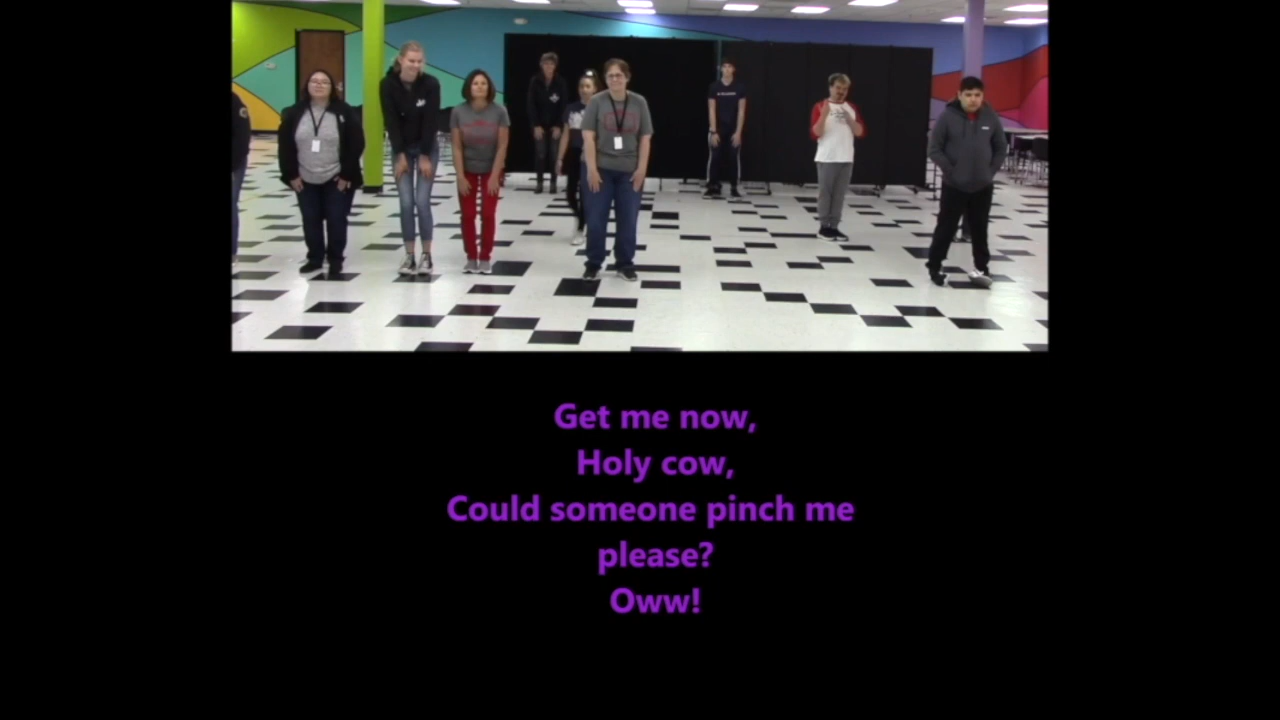 Get me now,
Holy cow,
Could someone pinch me
please?
Oww!